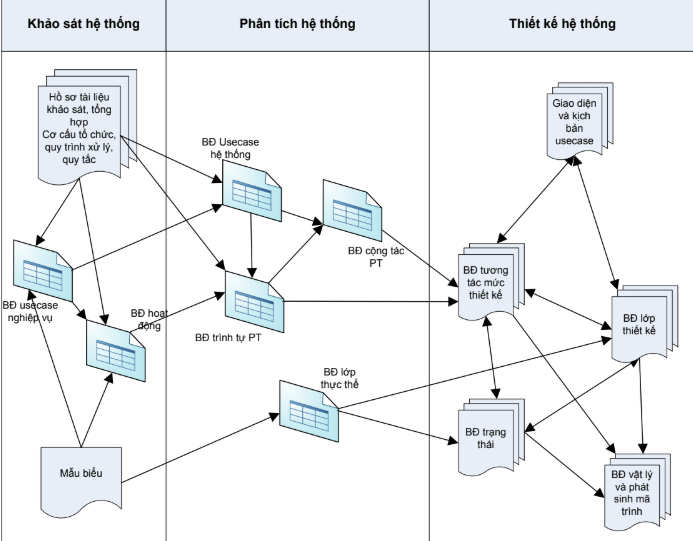 Khảo sát hệ thống
Phân tích hệ thống
Thiết kế hệ thống
Hồ sơ tài liệu
khảo sát, tổng
hợp
Cơ cấu tổ chức,
quy trình xử lý,
quy tắc
BĐ usecase
nghiệp vụ
BĐ hoạt
động
Mẫu biểu
BĐ Usecase
hệ thống
BĐ cộng tác
PT
BĐ trình tự PT
BĐ lớp
thực thể
Giao diện
và kịch
bản
usecase
BĐ tương
tác mức
thiết kế
BĐ lớp
thiết kế
BĐ trạng
thái
BĐ vật lý
và phát
sinh mã
trình